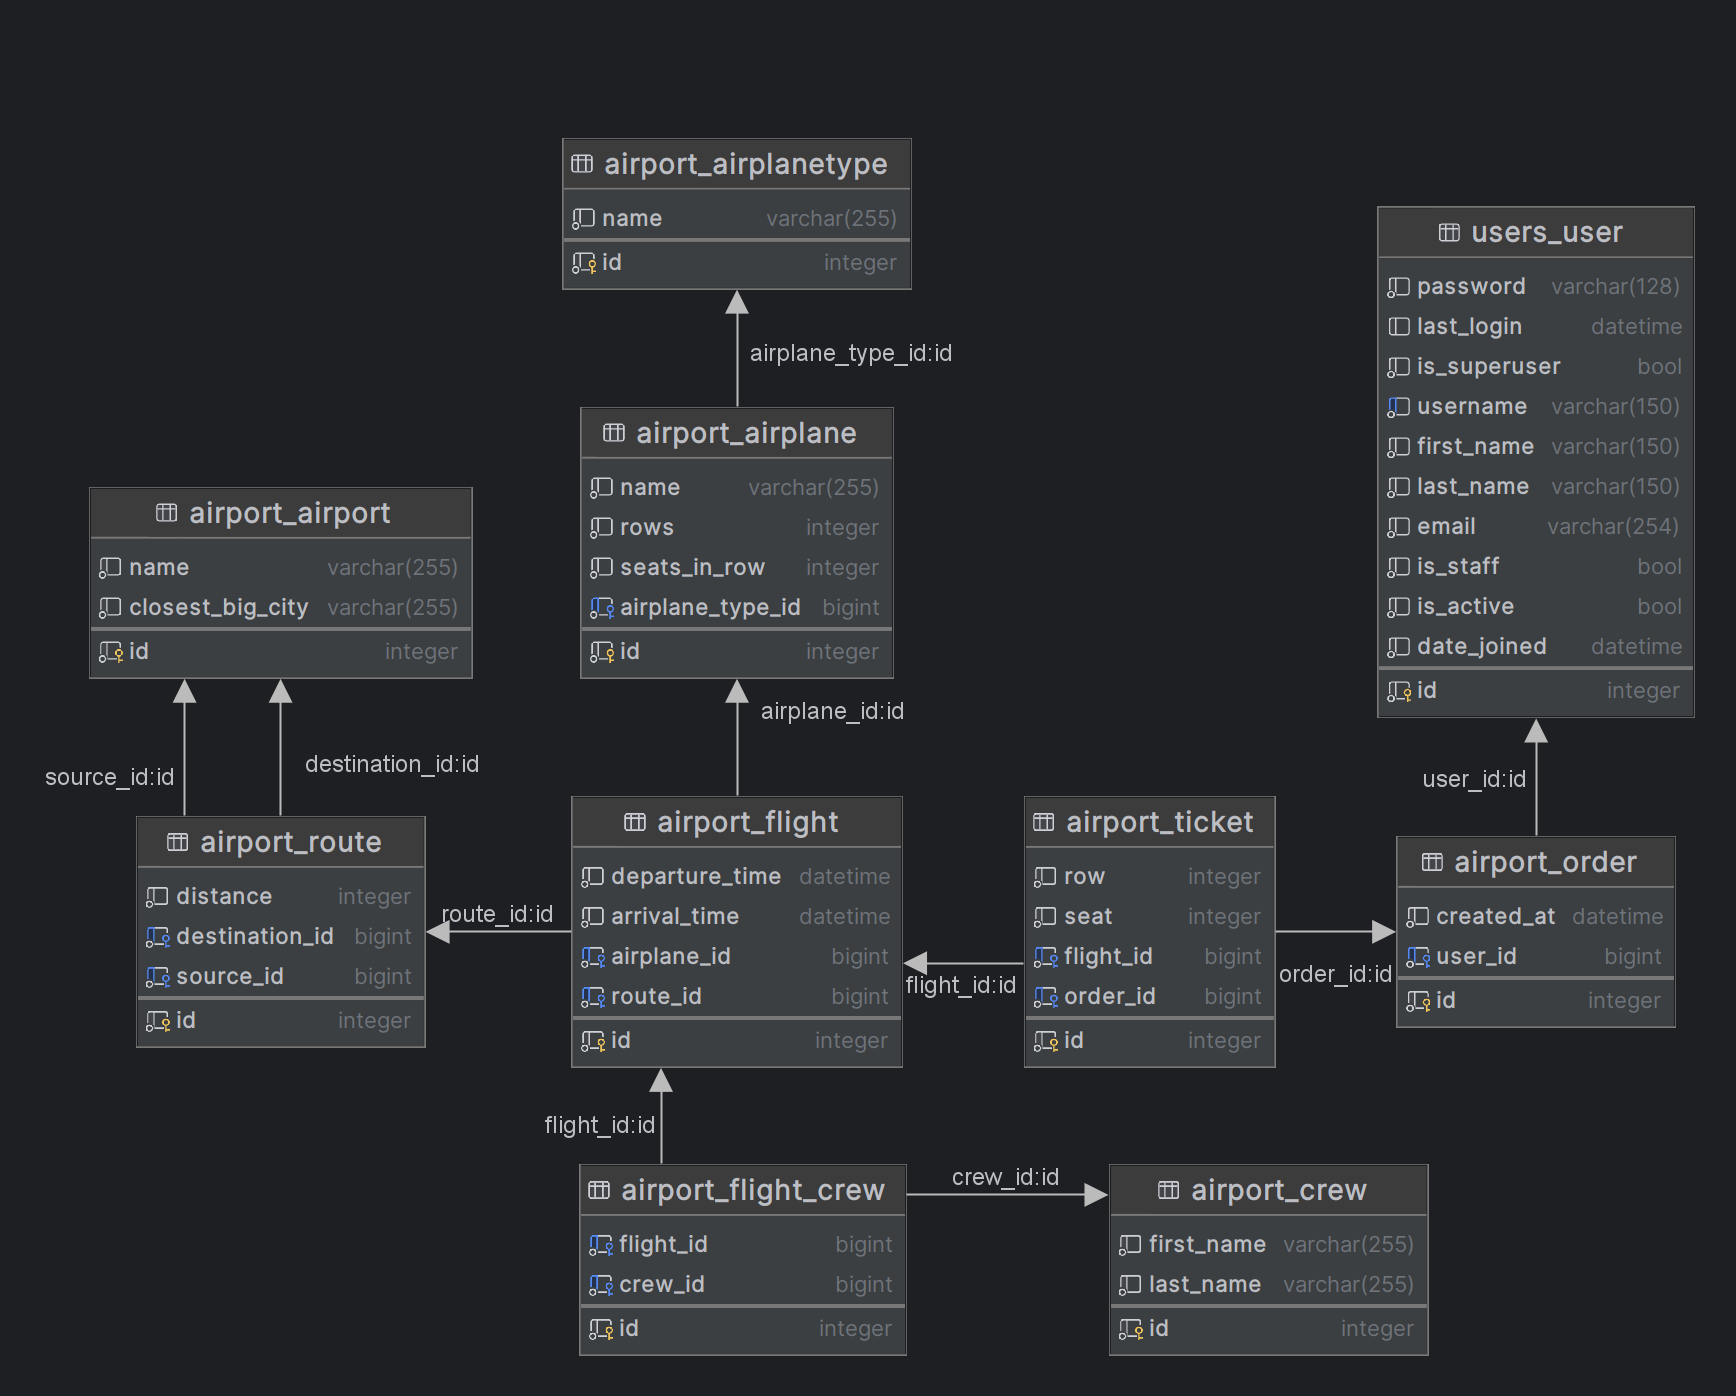 airport_airplanetype
name varchar(255)
id integer
airplane_type_id:id
airport_airplane
name varchar(255)
rows integer
seats_in_row integer
airplane_type_id bigint
id integer
airplane_id:id
users_user
password varchar(128)
last_login datetime
is_superuser bool
username varchar(150)
first_name varchar(150)
last_name varchar(150)
email varchar(254)
is_staff bool
is_active bool
date_joined datetime
id integer
user_id:id
airport_airport
name varchar(255)
closest_big_city varchar(255)
id integer
source_id:id
destination_id:id
airport_route
distance integer
destination_id bigint
source_id bigint
id integer
route_id:id
airport_flight
departure_time datetime
arrival_time datetime
airplane_id bigint
route_id bigint
id integer
flight_id:id
airport_ticket
row integer
seat integer
flight_id bigint
order_id bigint
id integer
order_id:id
airport_order
created_at datetime
user_id bigint
id integer
flight_id:id
airport_flight_crew
flight_id bigint
crew_id bigint
id integer
crew_id:id
airport_crew
first_name varchar(255)
last_name varchar(255)
id integer